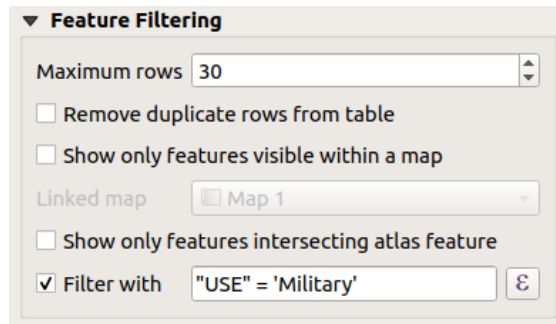 Feature Filtering
Maximum rows 30
Remove duplicate rows from table
Show only features visible within a map
Linked map Map 1
Show only features intersecting atlas feature
Filter with "USE" = 'Military' ε